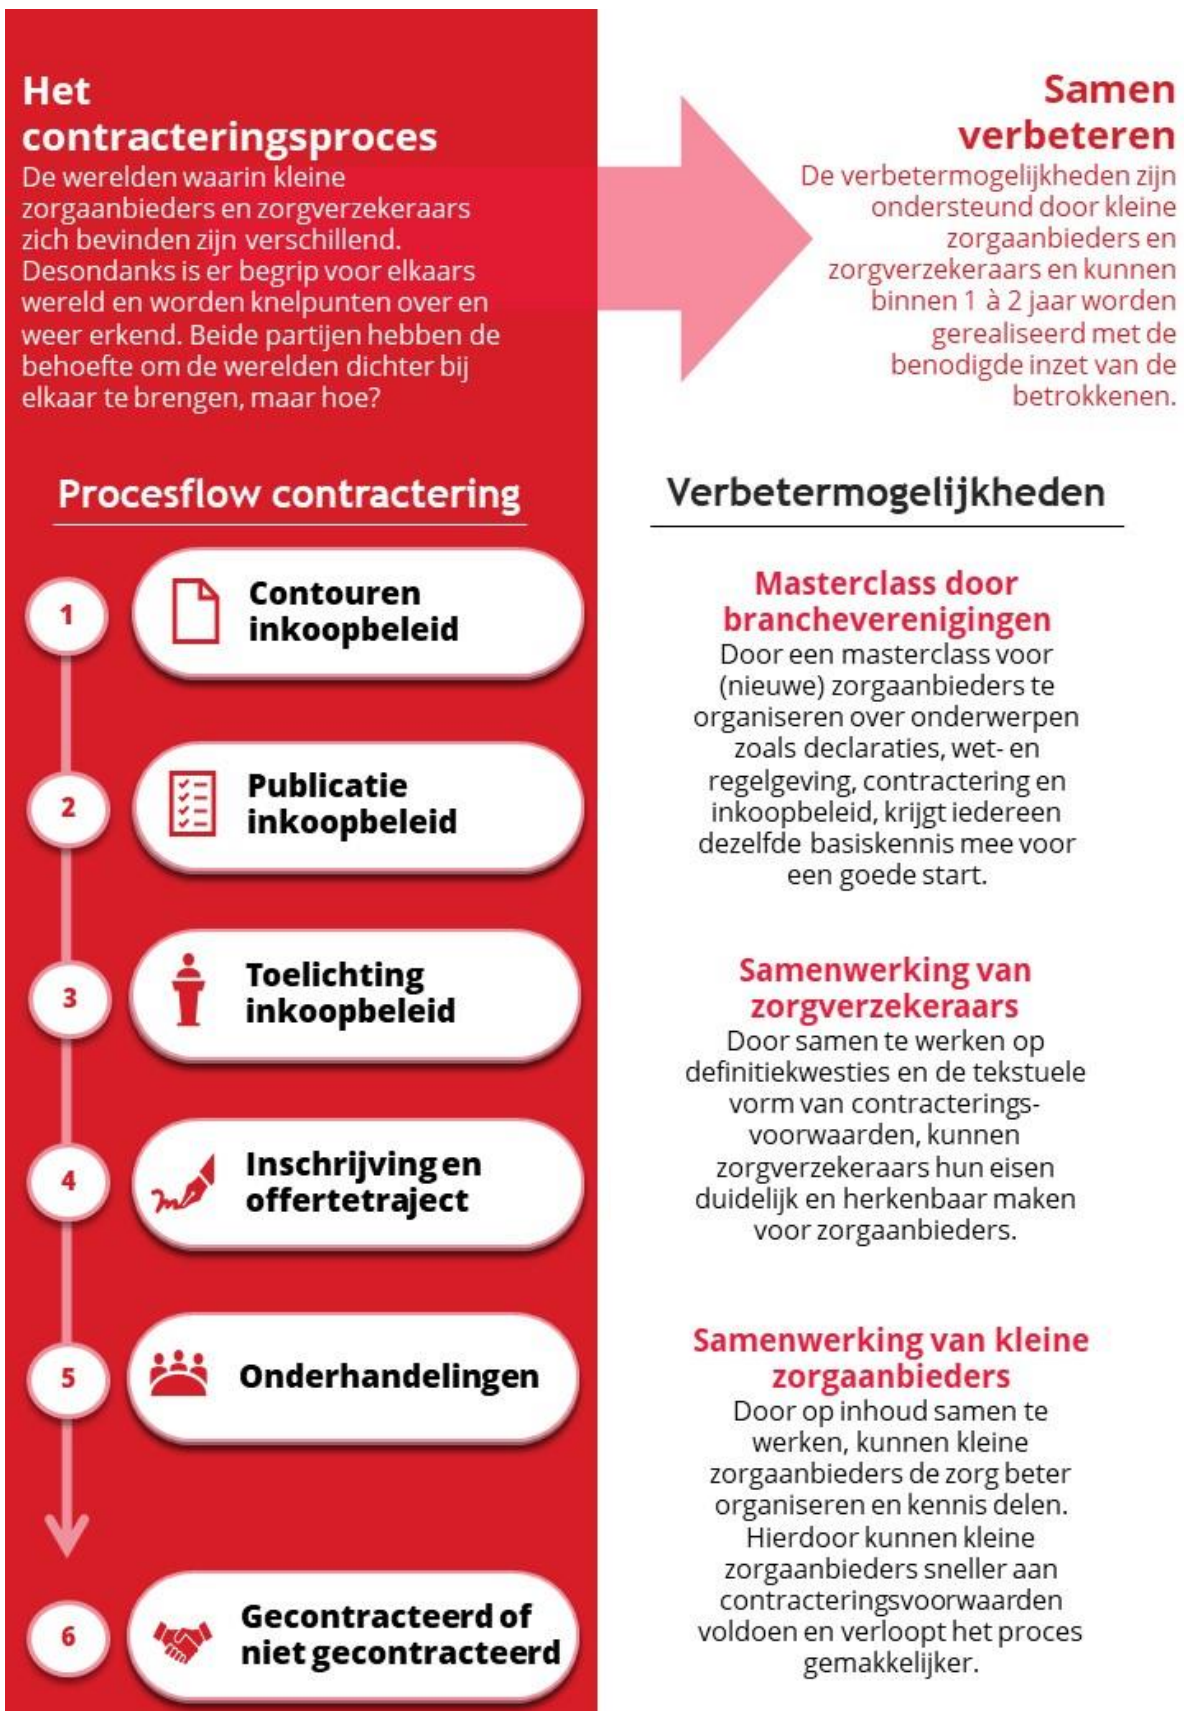 Het
contracteringsproces
De werelden waarin kleine
zorgaanbieders en zorgverzekeraars
zich bevinden zijn verschillend.
Desondanks is er begrip voor elkaars
wereld en worden knelpunten over en
weer erkend. Beide partijen hebben de
behoefte om de werelden dichter bij
elkaar te brengen, maar hoe?
Samen
verbeteren
De verbetermogelijkheden zijn
ondersteund door kleine
zorgaanbieders en
zorgverzekeraars en kunnen
binnen 1 à 2 jaar worden
gerealiseerd met de
benodigde inzet van de
betrokkenen.
Procesflow contractering
1
Contouren
inkoopbeleid
2
Publicatie
inkoopbeleid
3
Toelichting
inkoopbeleid
4
Inschrijving en
offertetraject
5
Onderhandelingen
6
Gecontracteerd of
niet gecontracteerd
Verbetermogelijkheden
Masterclass door
brancheverenigingen
Door een masterclass voor
(nieuwe) zorgaanbieders te
organiseren over onderwerpen
zoals declaraties, wet- en
regelgeving, contractering en
inkoopbeleid, krijgt iedereen
dezelfde basiskennis mee voor
een goede start.
Samenwerking van
zorgverzekeraars
Door samen te werken op
definitiekwesties en de tekstuele
vorm van contracterings-
voorwaarden, kunnen
zorgverzekeraars hun eisen
duidelijk en herkenbaar maken
voor zorgaanbieders.
Samenwerking van kleine
zorgaanbieders
Door op inhoud samen te
werken, kunnen kleine
zorgaanbieders de zorg beter
organiseren en kennis delen.
Hierdoor kunnen kleine
zorgaanbieders sneller aan
contracteringsvoorwaarden
voldoen en verloopt het proces
gemakkelijker.